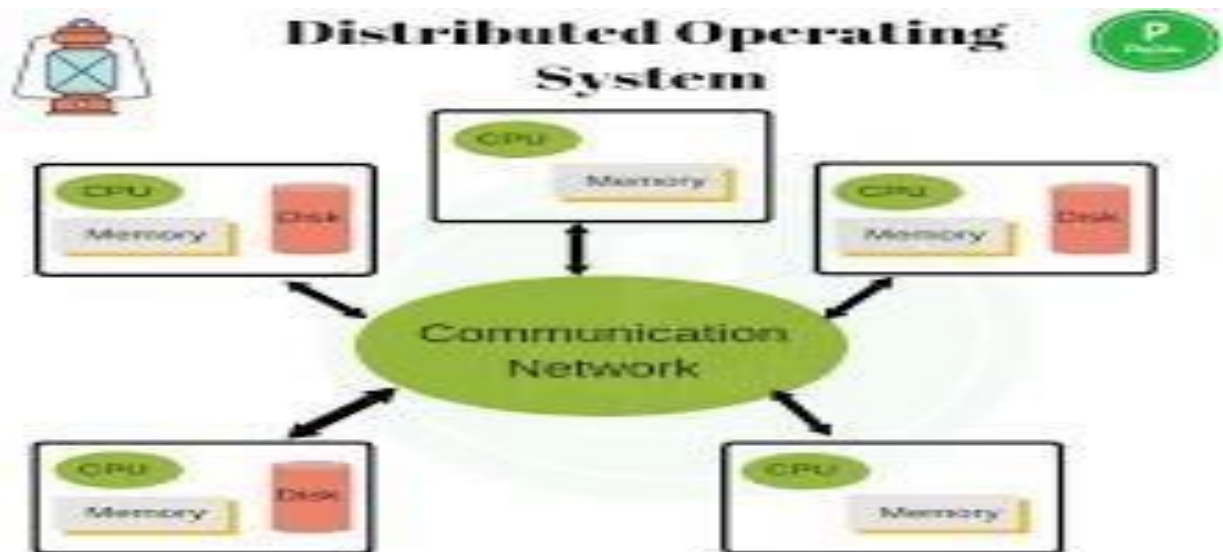 Distributed Operating
System
P
CPU
Memory
CPU
Memory
Disk
CPU
Memory
Disk
Communication
Network
CPU
Memory
Disk
CPU
Memory